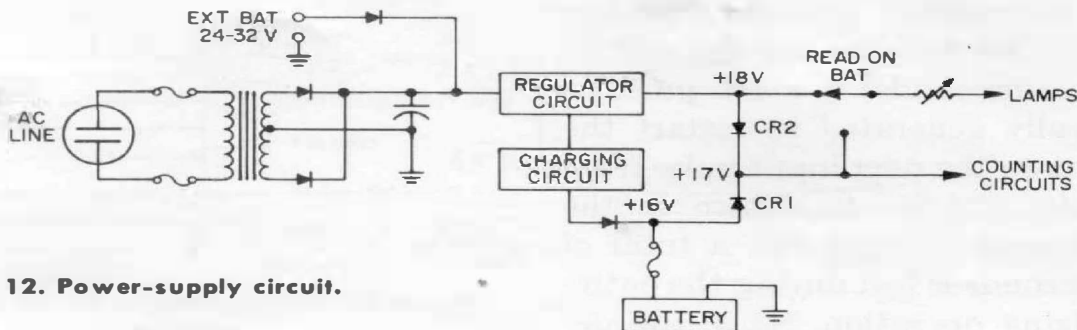 EXT BAT
24-32 V
AC
LINE
REGULATOR
CIRCUIT
CHARGING
CIRCUIT
+18V
CR2
+17V
CR1
+16V
READ ON
BAT
LAMPS
COUNTING
CIRCUITS
BATTERY
12. Power-supply circuit.